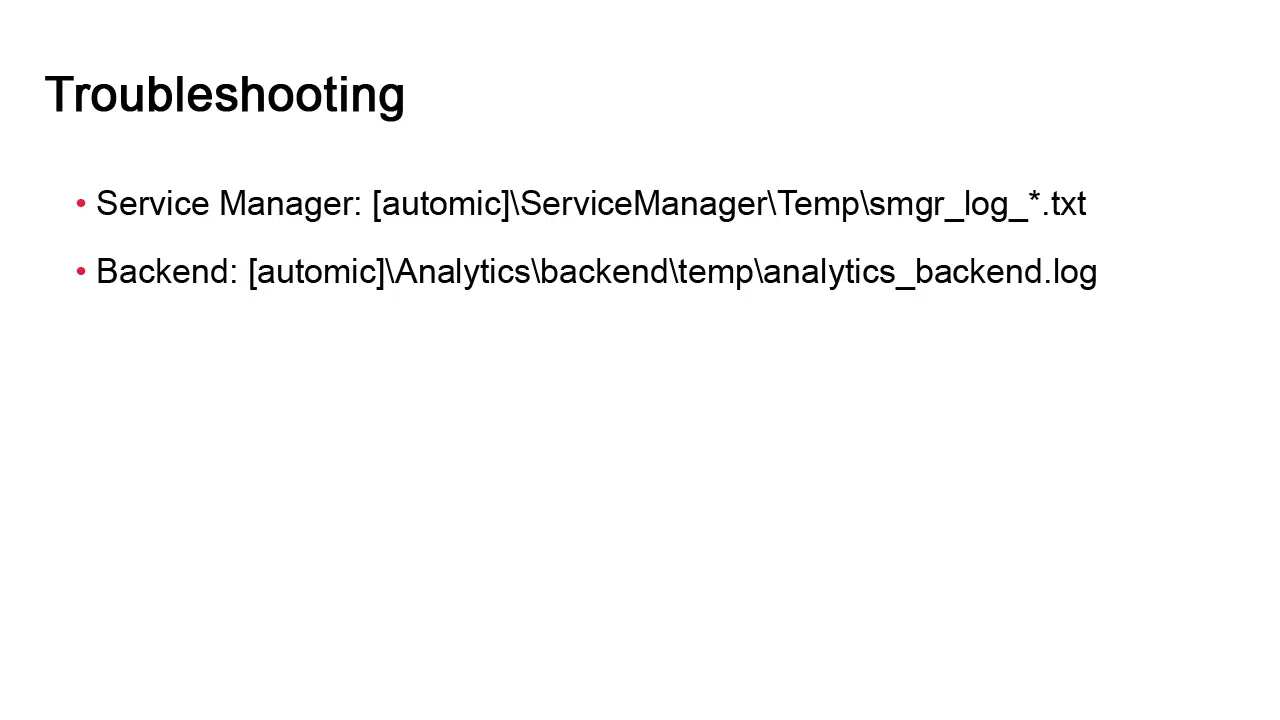 Troubleshooting
• Service Manager: [automic]\ServiceManager\Temp\smgr_log_*.txt
• Backend: [automic]\Analytics\backend\temp\analytics_backend.log